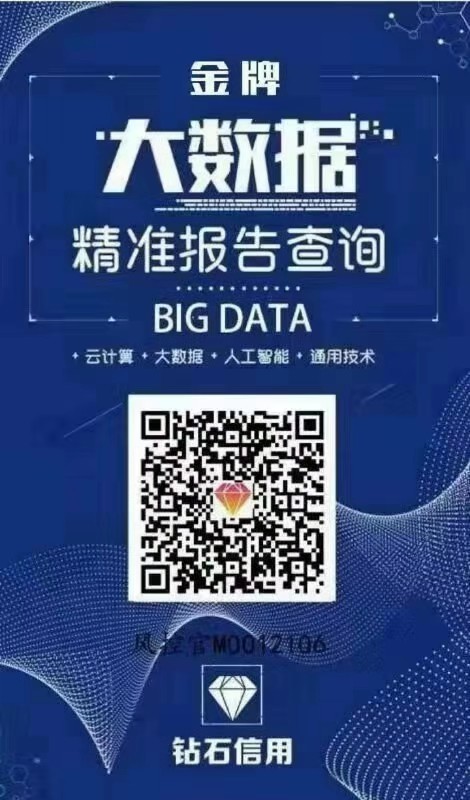 金牌
大数据
精准报告查询
BIG DATA
+ 云计算 + 大数据 + 人工智能 + 通用技术
风控官M0012106
钻石信用